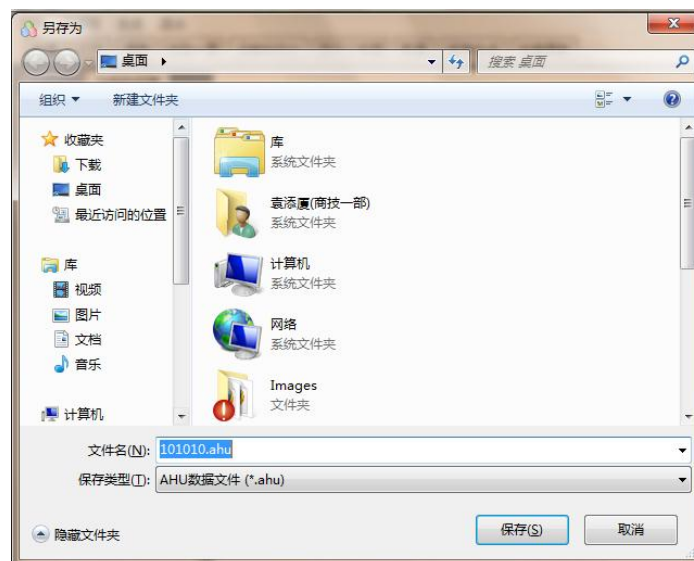 另存为
桌面
搜索 桌面
组织
新建文件夹
收藏夹
下载
桌面
最近访问的位置
库
视频
图片
文档
音乐
计算机
库
系统文件夹
袁添厦(商技一部)
系统文件夹
计算机
系统文件夹
网络
系统文件夹
Images
文件夹
文件名(N): 101010.ahu
保存类型(T): AHU数据文件 (*.ahu)
隐藏文件夹
保存(S)
取消